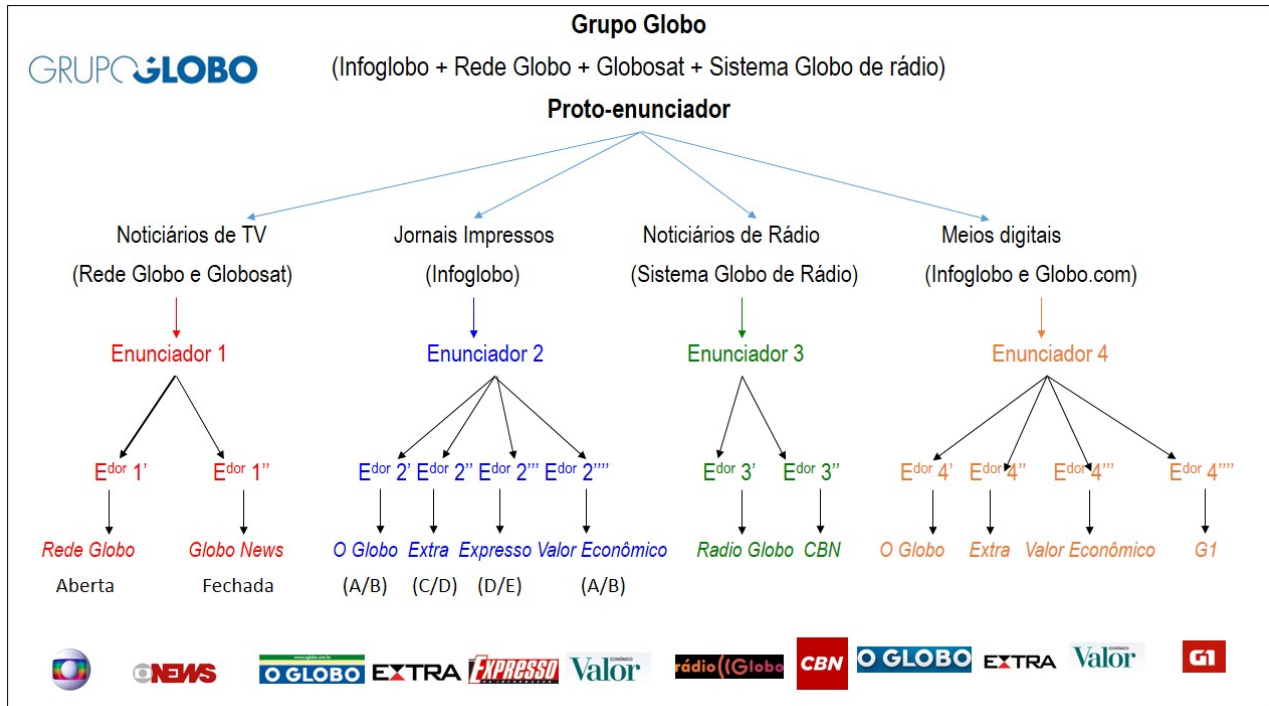 Grupo Globo
GRUPO GLOBO
(Infoglobo + Rede Globo + Globosat + Sistema Globo de rádio)
Proto-enunciador
Noticiários de TV Jornais Impressos Noticiários de Rádio Meios digitais
(Rede Globo e Globosat) (Infoglobo) (Sistema Globo de Rádio) (Infoglobo e Globo.com)
Enunciador 1 Enunciador 2 Enunciador 3 Enunciador 4
Edor 1' Edor 1'' Edor 2' Edor 2'' Edor 2''' Edor 2'''' Edor 3' Edor 3'' Edor 4' Edor 4'' Edor 4''' Edor 4''''
Rede Globo Globo News O Globo Extra Expresso Valor Econômico Radio Globo CBN O Globo Extra Valor Econômico G1
Aberta Fechada (A/B) (C/D) (D/E) (A/B)
NEWS O GLOBO EXTRA EXPRESSO Valor ECONÔMICO rádio Globo CBN O GLOBO EXTRA Valor ECONÔMICO G1